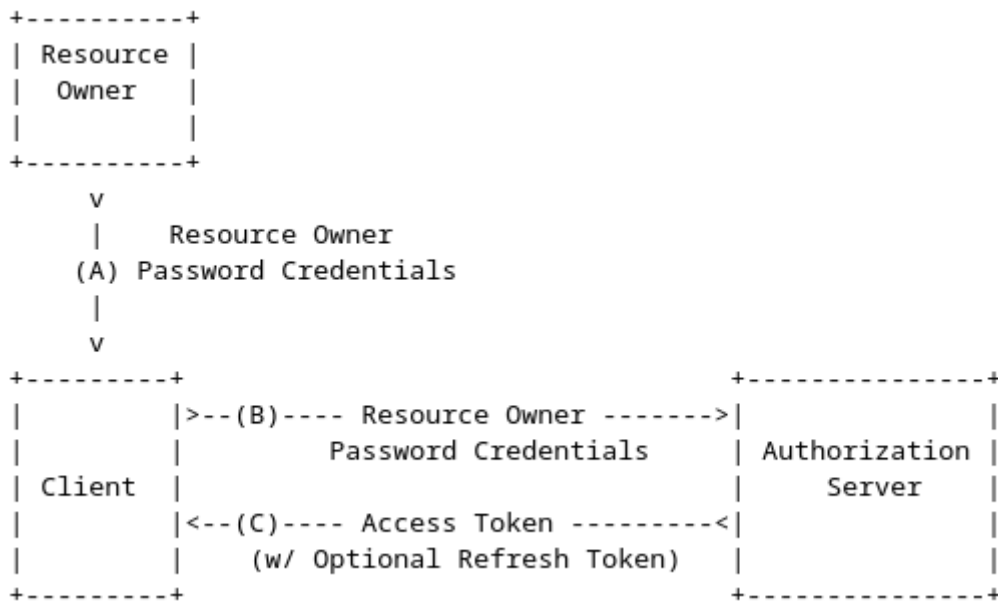 +----------+
| Resource |
|  Owner   |
|          |
+----------+
     v
     |    Resource Owner
    (A) Password Credentials
     |
     v
+---------+                                  +---------------+
|         |>--(B)---- Resource Owner ------->|               |
|         |         Password Credentials     | Authorization |
| Client  |                                  |     Server    |
|         |<--(C)---- Access Token ---------<|               |
|         |    (w/ Optional Refresh Token)   |               |
+---------+                                  +---------------+